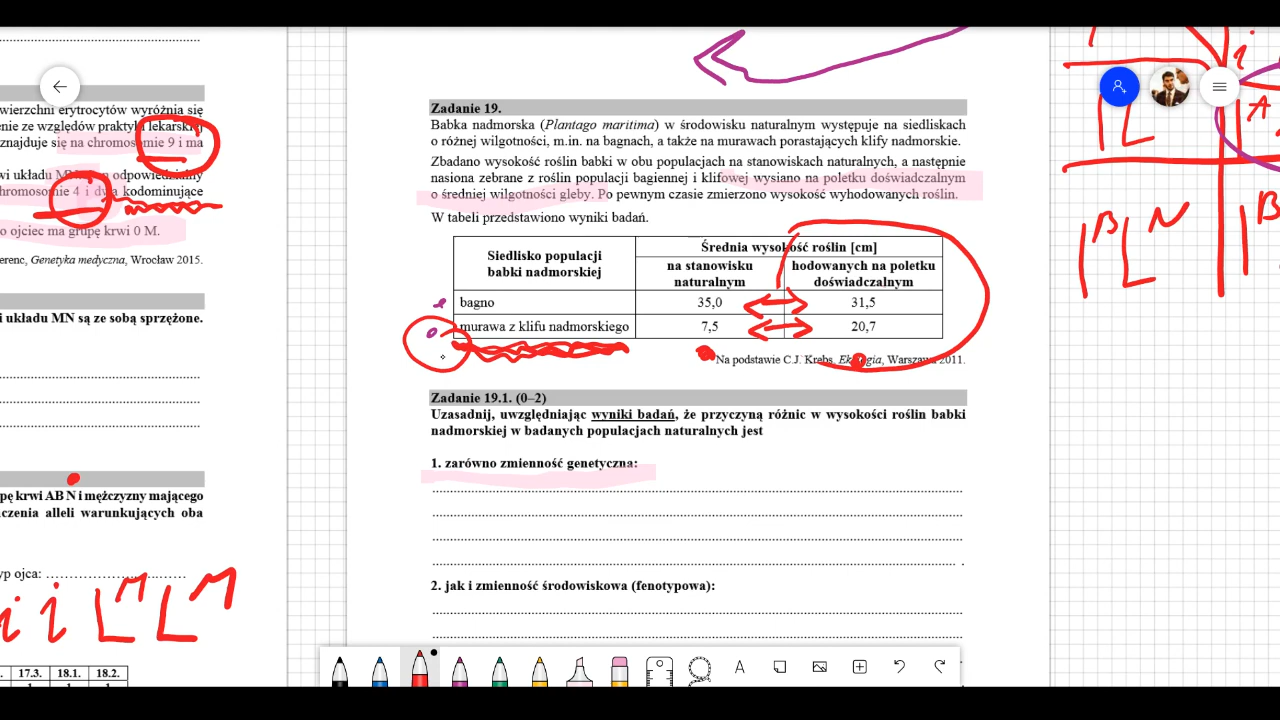 wierzchni erytrocytów wyróżnia się
enie ze względów praktyki lekarskiej
znajduje się na chromosomie 9 i ma
wi układu MN
odpowiedzialny
hromosomie 4 i dwa kodominujące
o ojciec ma grupę krwi 0 M.
erenc, Genetyka medyczna, Wrocław 2015.
i układu MN są ze sobą sprzężone.
pę krwi AB N i mężczyzny mającego
czenia alleli warunkujących oba
yp ojca: ........................................
i i L M L M
17.3. 18.1. 18.2.
Zadanie 19.
Babka nadmorska (Plantago maritima) w środowisku naturalnym występuje na siedliskach
o różnej wilgotności, m.in. na bagnach, a także na murawach porastających klify nadmorskie.
Zbadano wysokość roślin babki w obu populacjach na stanowiskach naturalnych, a następnie
nasiona zebrane z roślin populacji bagiennej i klifowej wysiano na poletku doświadczalnym
o średniej wilgotności gleby. Po pewnym czasie zmierzono wysokość wyhodowanych roślin.
W tabeli przedstawiono wyniki badań.
Siedlisko populacji
babki nadmorskiej
Średnia wysokość roślin [cm]
na stanowisku
naturalnym
hodowanych na poletku
doświadczalnym
bagno 35,0 31,5
murawa z klifu nadmorskiego 7,5 20,7
Na podstawie C.J. Krebs, Ekologia, Warszawa 2011.
Zadanie 19.1. (0–2)
Uzasadnij, uwzględniając wyniki badań, że przyczyną różnic w wysokości roślin babki
nadmorskiej w badanych populacjach naturalnych jest
1. zarówno zmienność genetyczna:
2. jak i zmienność środowiskowa (fenotypowa):
i
A
L
B N
L
B
A